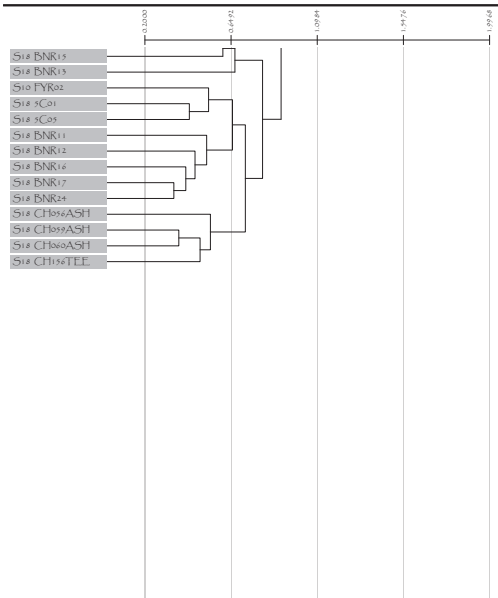 0.2000
0.6492
1.0984
1.5476
1.9968
S18 BNR15
S18 BNR13
S10 FYR02
S18 5C01
S18 5C05
S18 BNR11
S18 BNR12
S18 BNR16
S18 BNR17
S18 BNR24
S18 CH056ASH
S18 CH059ASH
S18 CH060ASH
S18 CH156TEE